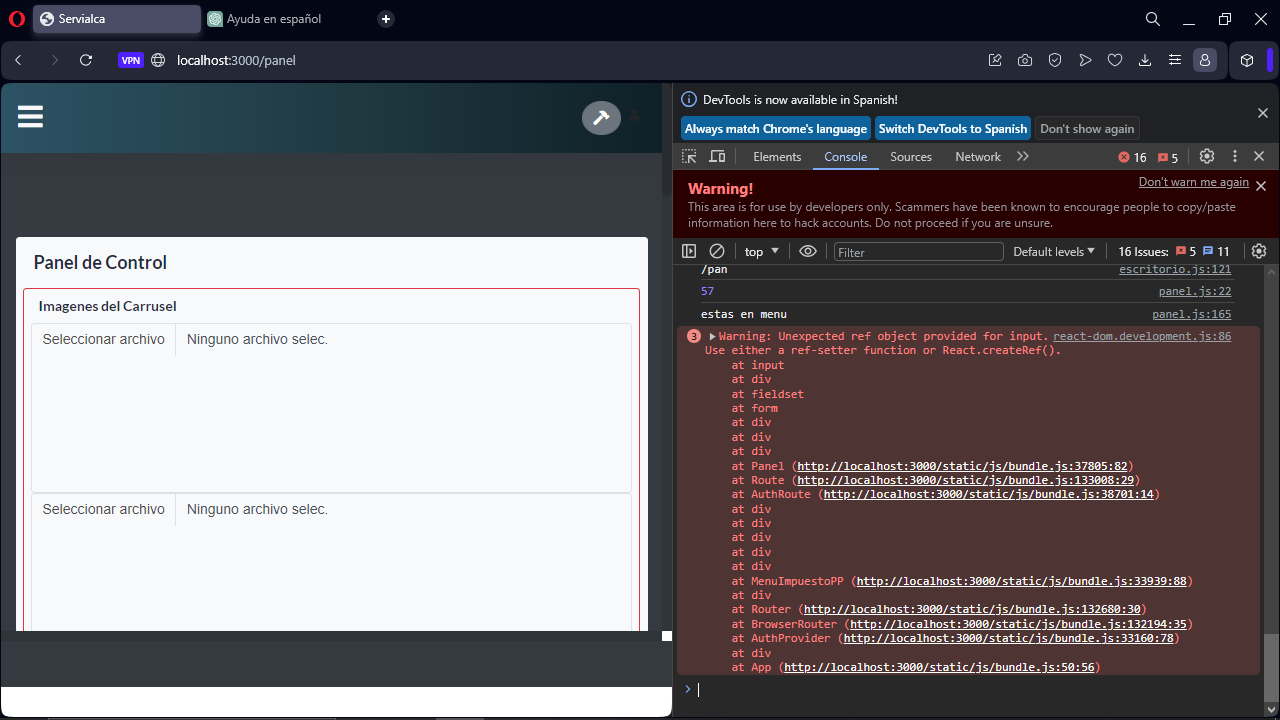 Servialca
Ayuda en español
VPN
localhost:3000/panel
DevTools is now available in Spanish!
Always match Chrome's language
Switch DevTools to Spanish
Don't show again
Elements
Console
Sources
Network
16
5
Warning!
Don't warn me again
This area is for use by developers only. Scammers have been known to encourage people to copy/paste
information here to hack accounts. Do not proceed if you are unsure.
top
Filter
Default levels
16 Issues:
5
11
Panel de Control
Imagenes del Carrusel
Seleccionar archivo
Ninguno archivo selec.
Seleccionar archivo
Ninguno archivo selec.
/pan
escritorio.js:121
57
panel.js:22
estas en menu
panel.js:165
3
Warning: Unexpected ref object provided for input.
react-dom.development.js:86
Use either a ref-setter function or React.createRef().
at input
at div
at fieldset
at form
at div
at div
at div
at Panel (http://localhost:3000/static/js/bundle.js:37805:82)
at Route (http://localhost:3000/static/js/bundle.js:133008:29)
at AuthRoute (http://localhost:3000/static/js/bundle.js:38701:14)
at div
at div
at div
at div
at div
at MenuImpuestoPP (http://localhost:3000/static/js/bundle.js:33939:88)
at div
at Router (http://localhost:3000/static/js/bundle.js:132680:30)
at BrowserRouter (http://localhost:3000/static/js/bundle.js:132194:35)
at AuthProvider (http://localhost:3000/static/js/bundle.js:33160:78)
at div
at App (http://localhost:3000/static/js/bundle.js:50:56)